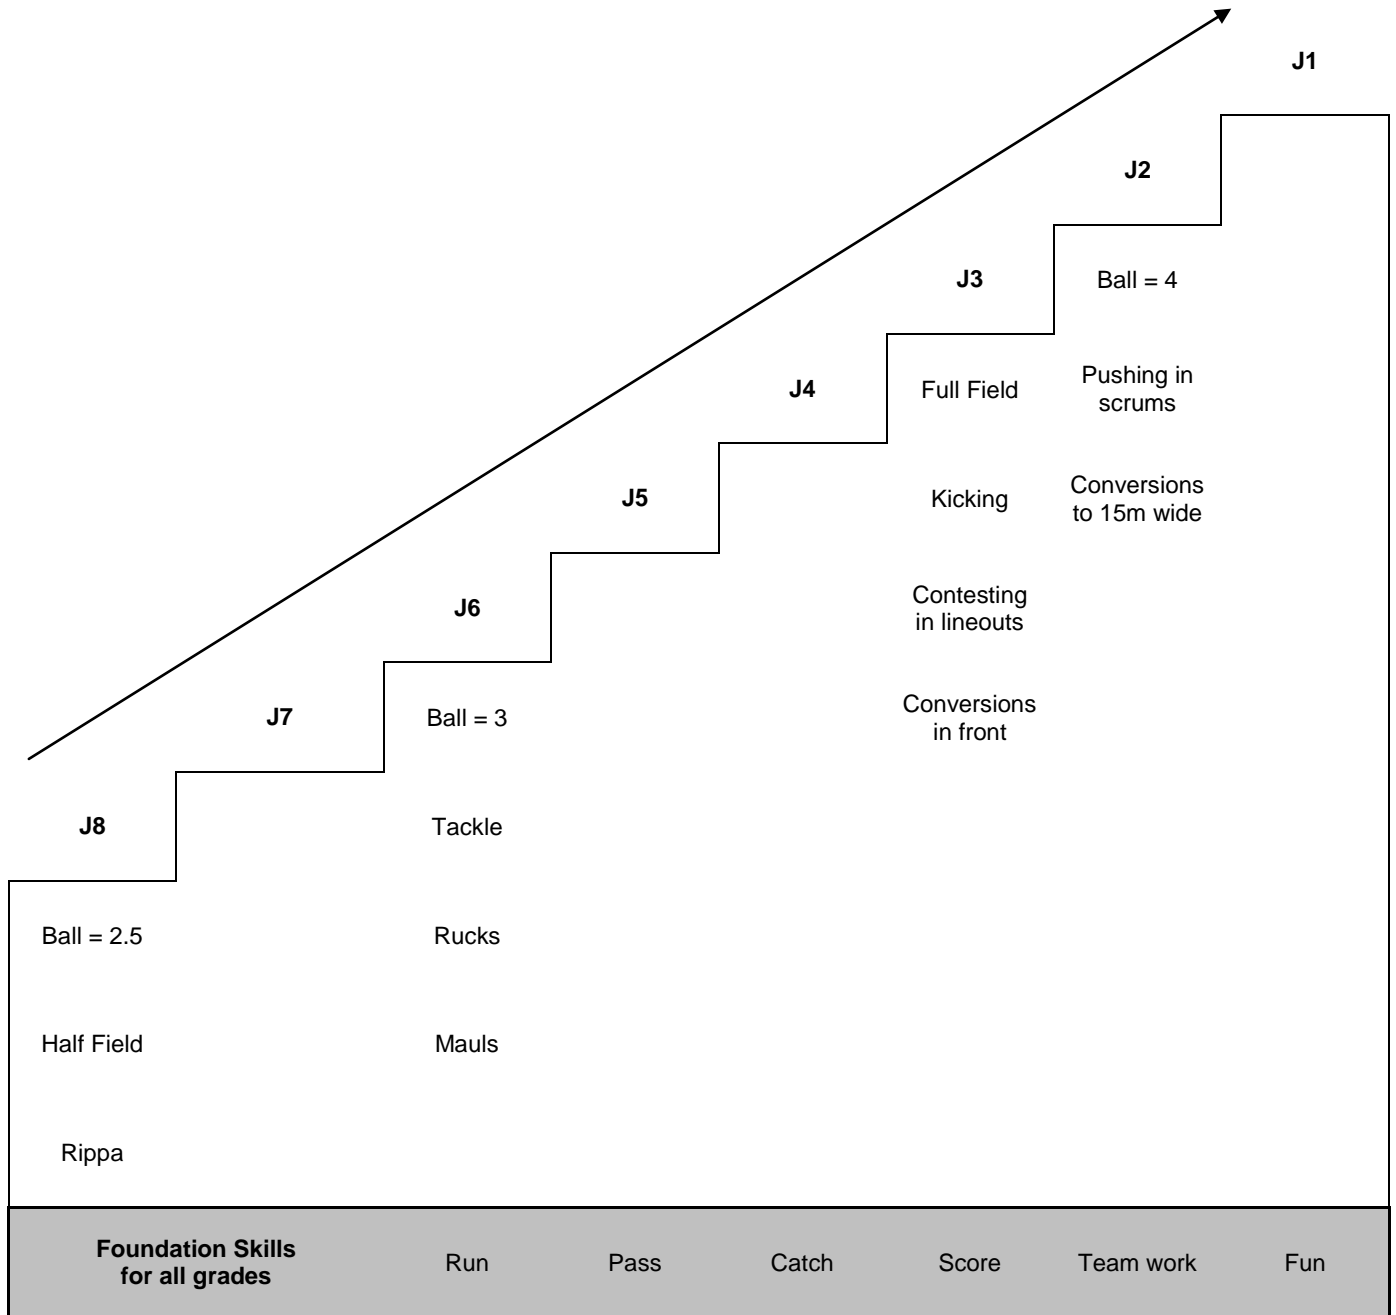 J1
J2
J3
Ball = 4
J4
Full Field
Pushing in
scrums
J5
Kicking
Conversions
to 15m wide
J6
Contesting
in lineouts
J7
Ball = 3
Conversions
in front
J8
Tackle
Ball = 2.5
Rucks
Half Field
Mauls
Rippa
Foundation Skills
for all grades
Run
Pass
Catch
Score
Team work
Fun